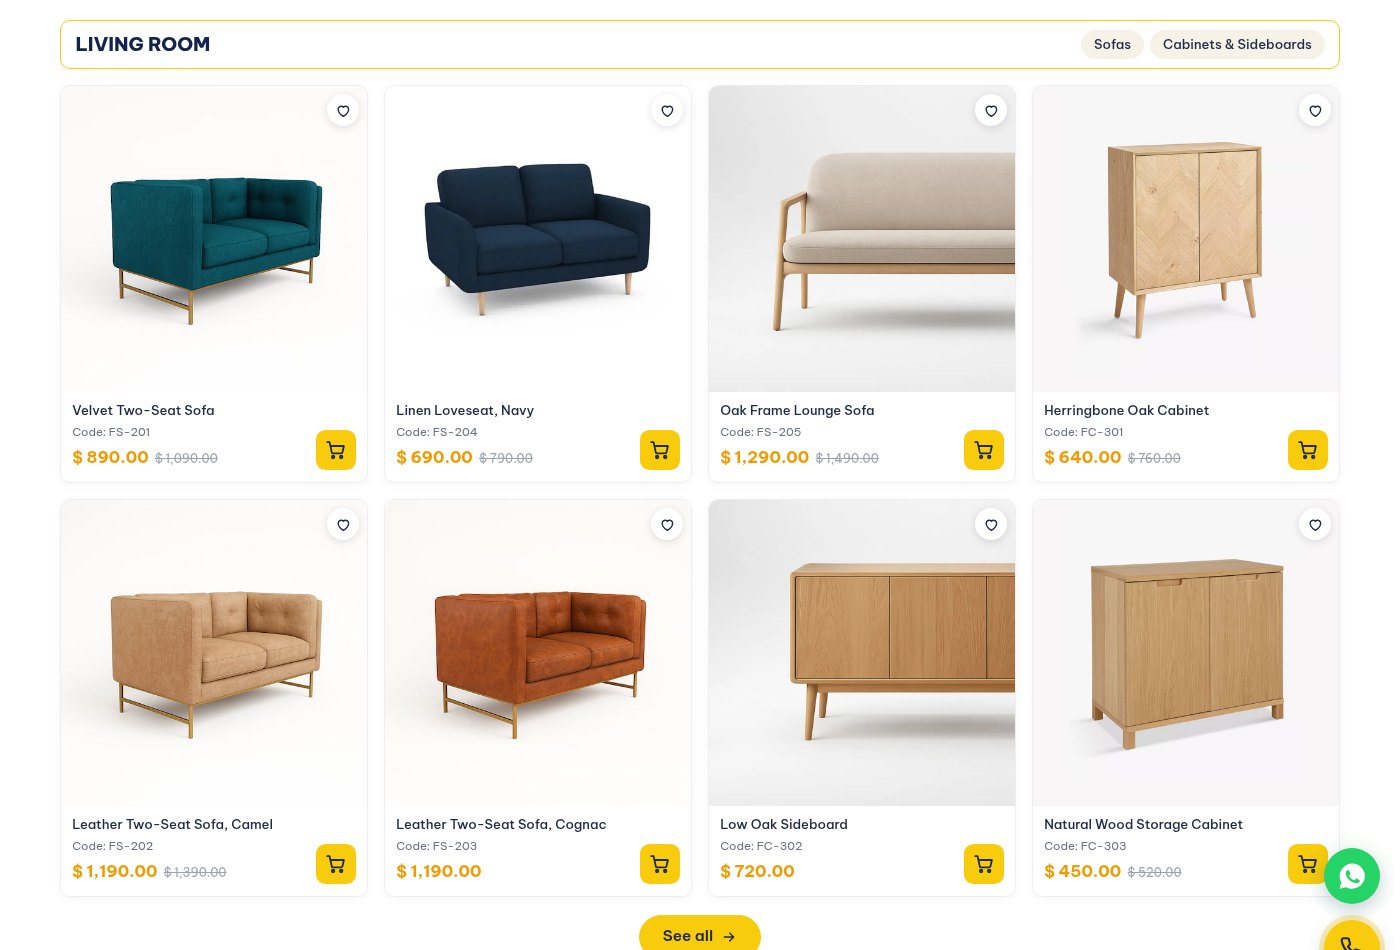 LIVING ROOM
Sofas
Cabinets & Sideboards
Velvet Two-Seat Sofa
Code: FS-201
$ 890.00 $ 1,090.00
Linen Loveseat, Navy
Code: FS-204
$ 690.00 $ 790.00
Oak Frame Lounge Sofa
Code: FS-205
$ 1,290.00 $ 1,490.00
Herringbone Oak Cabinet
Code: FC-301
$ 640.00 $ 760.00
Leather Two-Seat Sofa, Camel
Code: FS-202
$ 1,190.00 $ 1,390.00
Leather Two-Seat Sofa, Cognac
Code: FS-203
$ 1,190.00
Low Oak Sideboard
Code: FC-302
$ 720.00
Natural Wood Storage Cabinet
Code: FC-303
$ 450.00 $ 520.00
See all